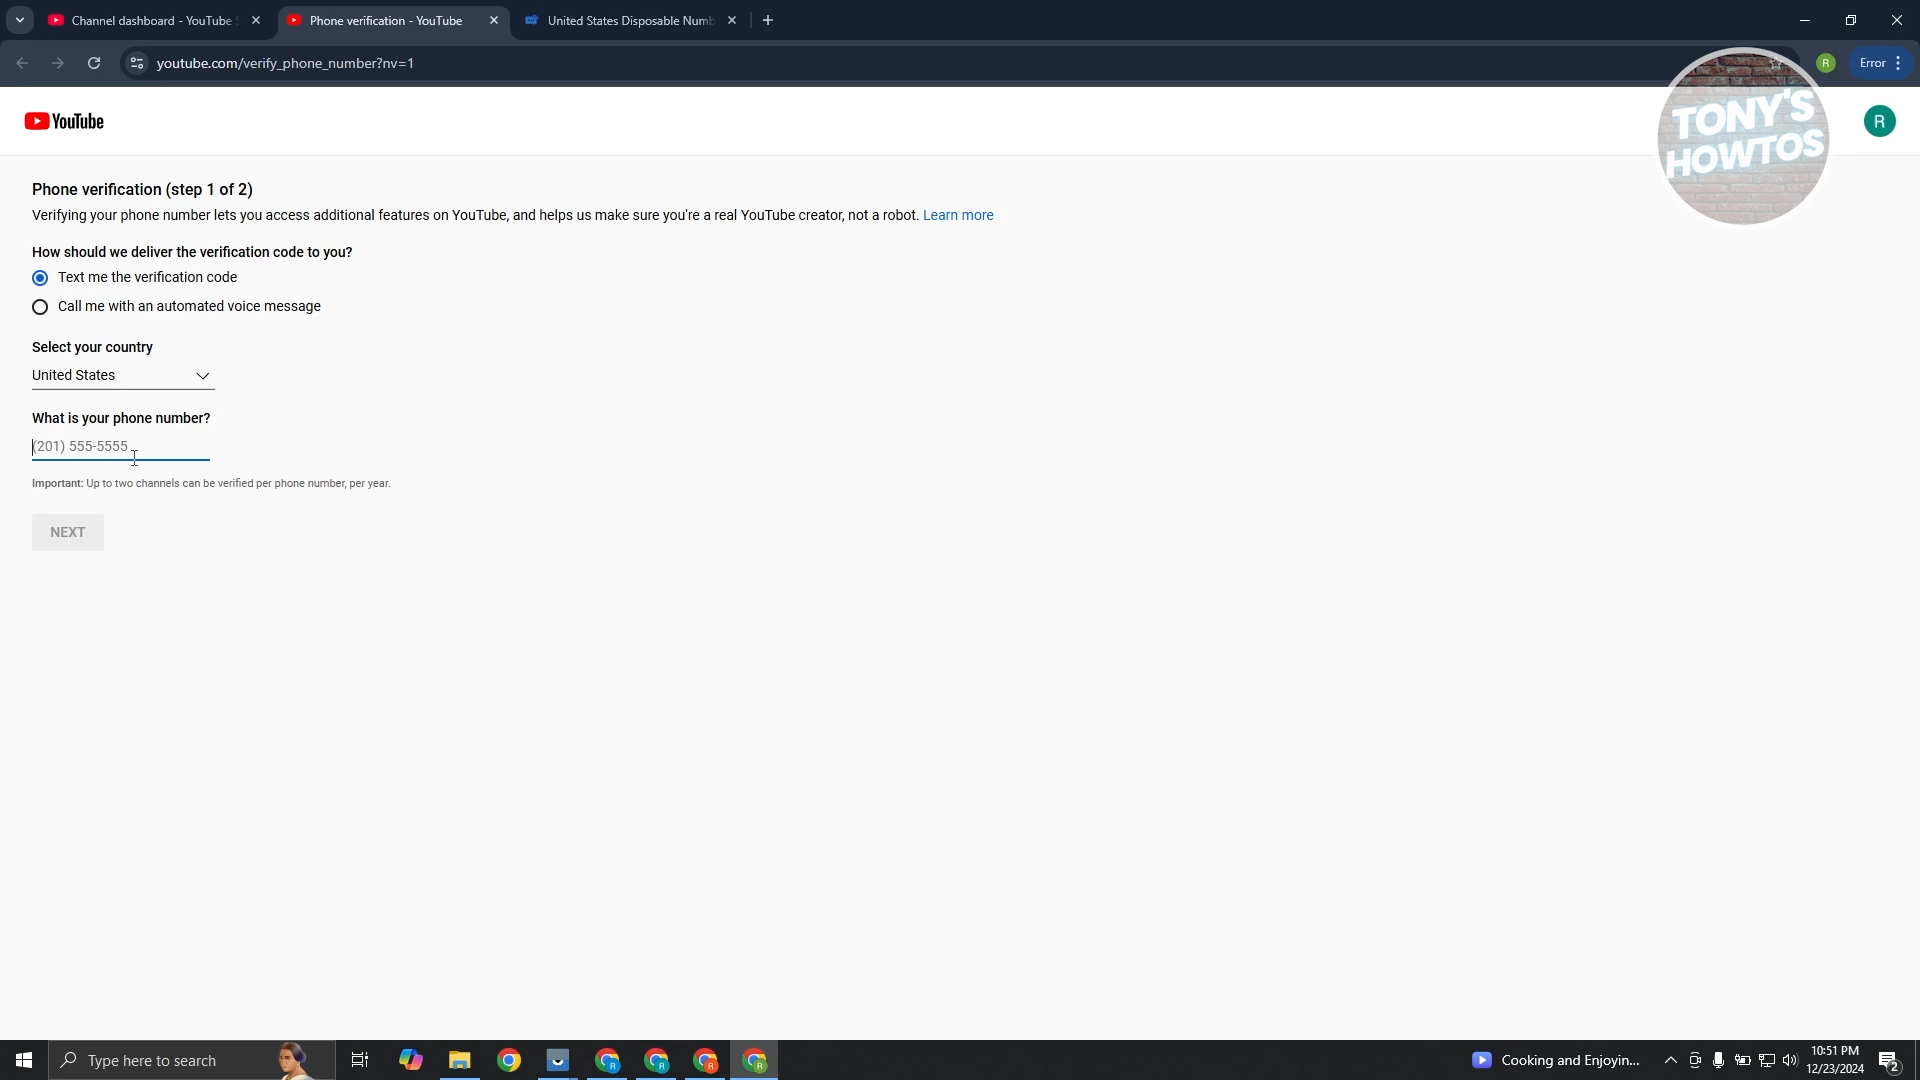 Channel dashboard - YouTube S
Phone verification - YouTube
United States Disposable Numb
youtube.com/verify_phone_number?nv=1
R
Error
YouTube
TONY'S
HOWTOS
R
Phone verification (step 1 of 2)
Verifying your phone number lets you access additional features on YouTube, and helps us make sure you're a real YouTube creator, not a robot. Learn more
How should we deliver the verification code to you?
Text me the verification code
Call me with an automated voice message
Select your country
United States
What is your phone number?
(201) 555-5555
Important: Up to two channels can be verified per phone number, per year.
NEXT
Type here to search
R
R
R
R
Cooking and Enjoyin...
10:51 PM
12/23/2024
2